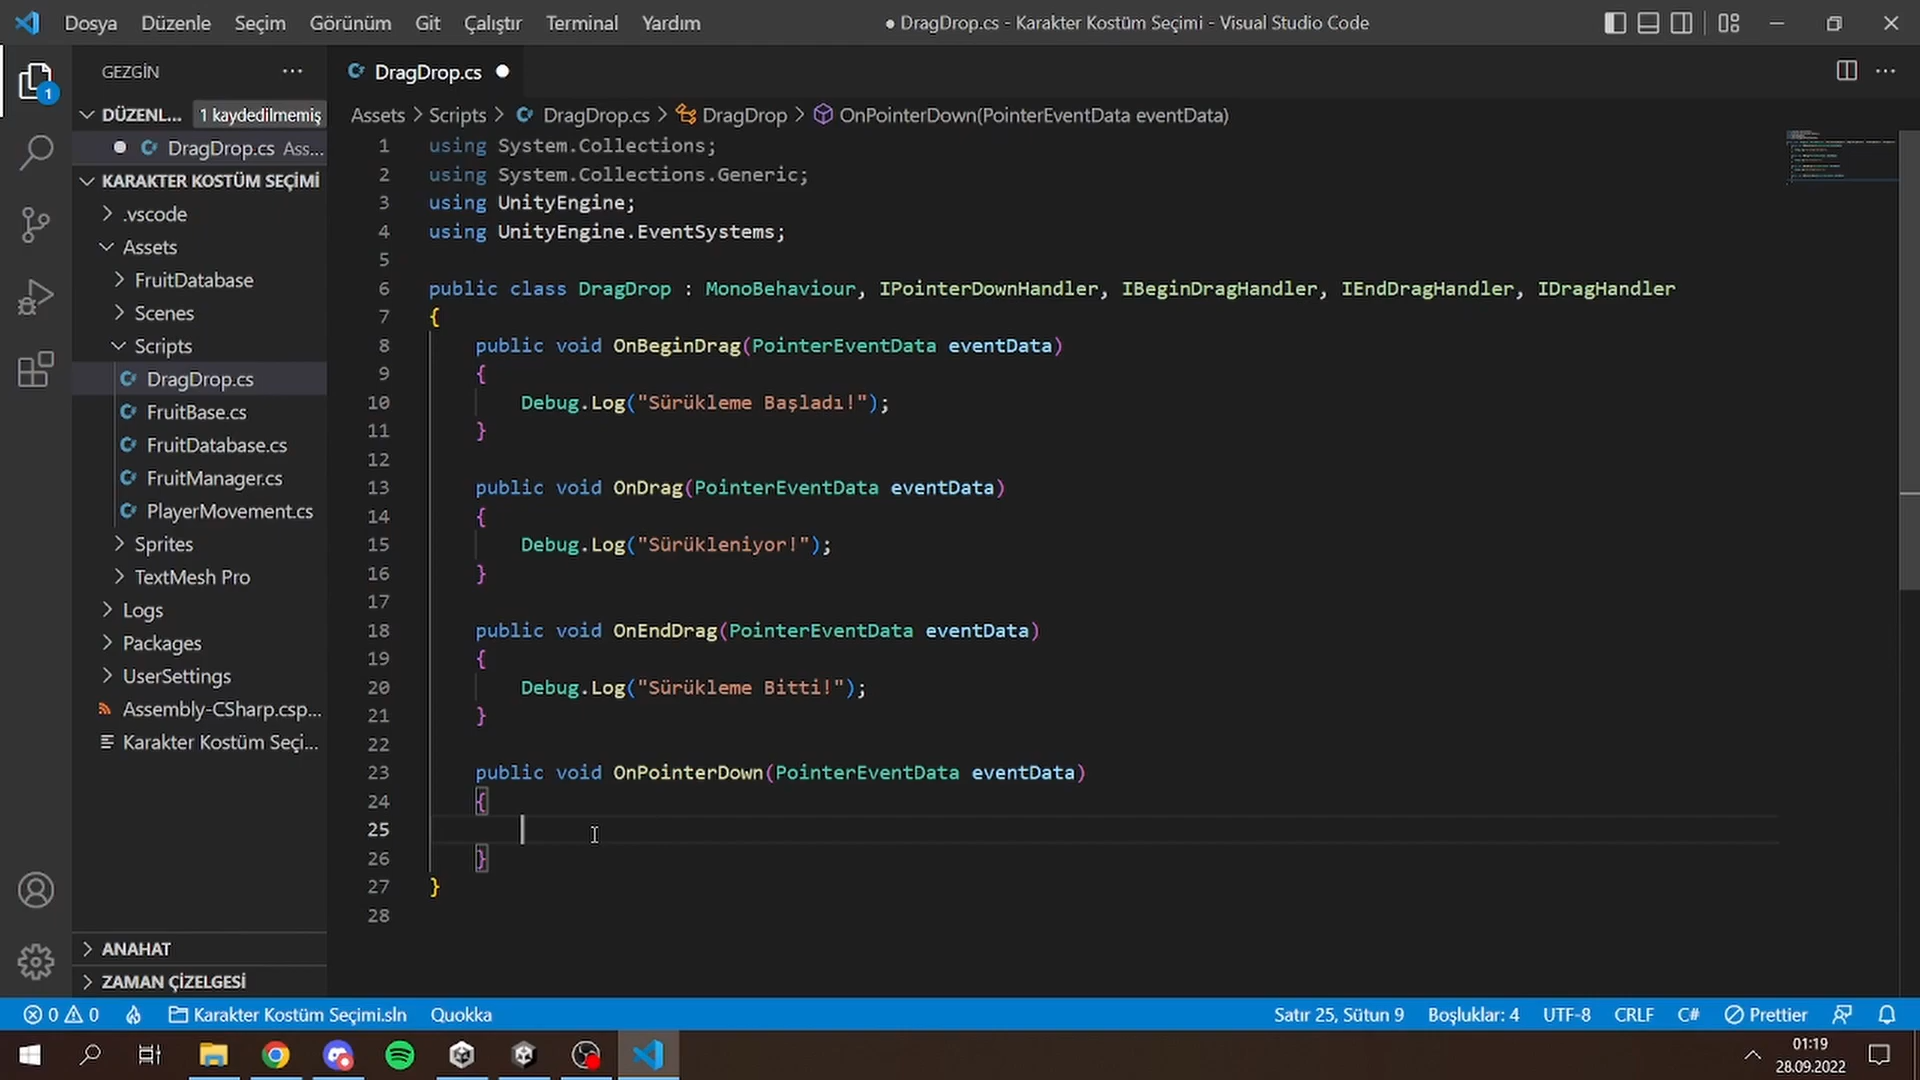 Dosya Düzenle Seçim Görünüm Git Çalıştır Terminal Yardım
● DragDrop.cs - Karakter Kostüm Seçimi - Visual Studio Code
GEZGİN ···
DragDrop.cs
DÜZENL... 1 kaydedilmemiş
Assets > Scripts > DragDrop.cs > DragDrop > OnPointerDown(PointerEventData eventData)
DragDrop.cs Ass...
KARAKTER KOSTÜM SEÇİMİ
.vscode
Assets
FruitDatabase
Scenes
Scripts
DragDrop.cs
FruitBase.cs
FruitDatabase.cs
FruitManager.cs
PlayerMovement.cs
Sprites
TextMesh Pro
Logs
Packages
UserSettings
Assembly-CSharp.csp...
Karakter Kostüm Seçi...
ANAHAT
ZAMAN ÇİZELGESİ
1
1 using System.Collections;
2 using System.Collections.Generic;
3 using UnityEngine;
4 using UnityEngine.EventSystems;
5
6 public class DragDrop : MonoBehaviour, IPointerDownHandler, IBeginDragHandler, IEndDragHandler, IDragHandler
7 {
8 public void OnBeginDrag(PointerEventData eventData)
9 {
10 Debug.Log("Sürükleme Başladı!");
11 }
12
13 public void OnDrag(PointerEventData eventData)
14 {
15 Debug.Log("Sürükleniyor!");
16 }
17
18 public void OnEndDrag(PointerEventData eventData)
19 {
20 Debug.Log("Sürükleme Bitti!");
21 }
22
23 public void OnPointerDown(PointerEventData eventData)
24 {
25
26 }
27 }
28
0 0 Karakter Kostüm Seçimi.sln Quokka
Satır 25, Sütun 9 Boşluklar: 4 UTF-8 CRLF C# Prettier
01:19
28.09.2022